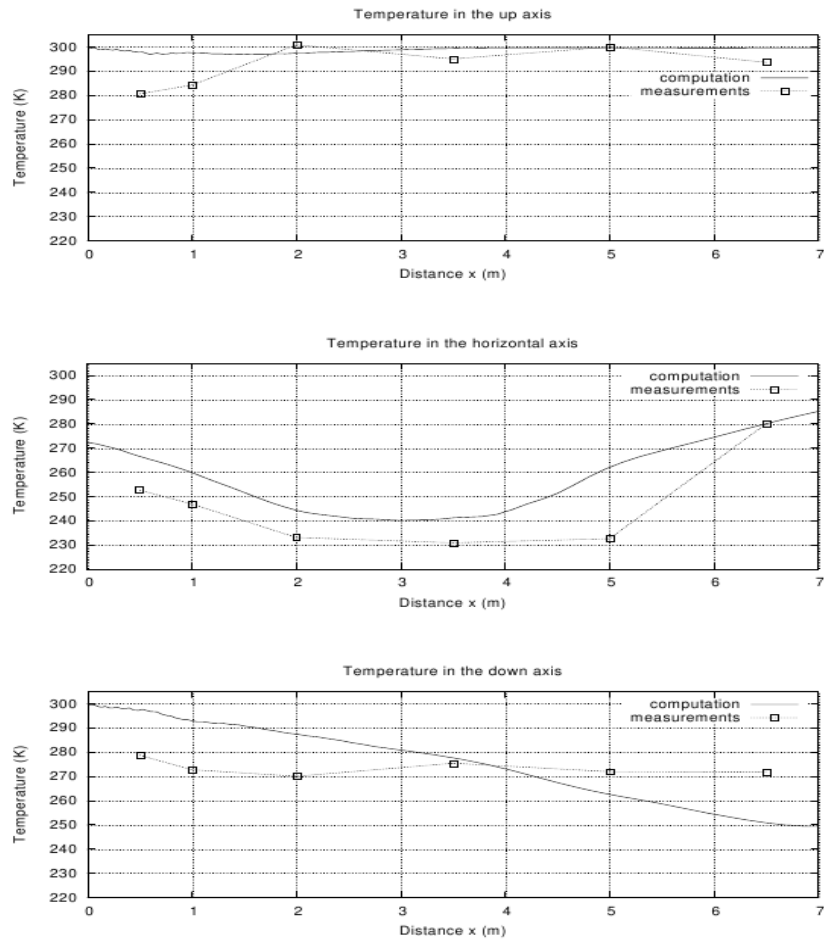 Temperature in the up axis
300
290
280
270
260
250
240
230
220
Temperature (K)
computation
measurements
0 1 2 3 4 5 6 7
Distance x (m)
Temperature in the horizontal axis
300
290
280
270
260
250
240
230
220
Temperature (K)
computation
measurements
0 1 2 3 4 5 6 7
Distance x (m)
Temperature in the down axis
300
290
280
270
260
250
240
230
220
Temperature (K)
computation
measurements
0 1 2 3 4 5 6 7
Distance x (m)